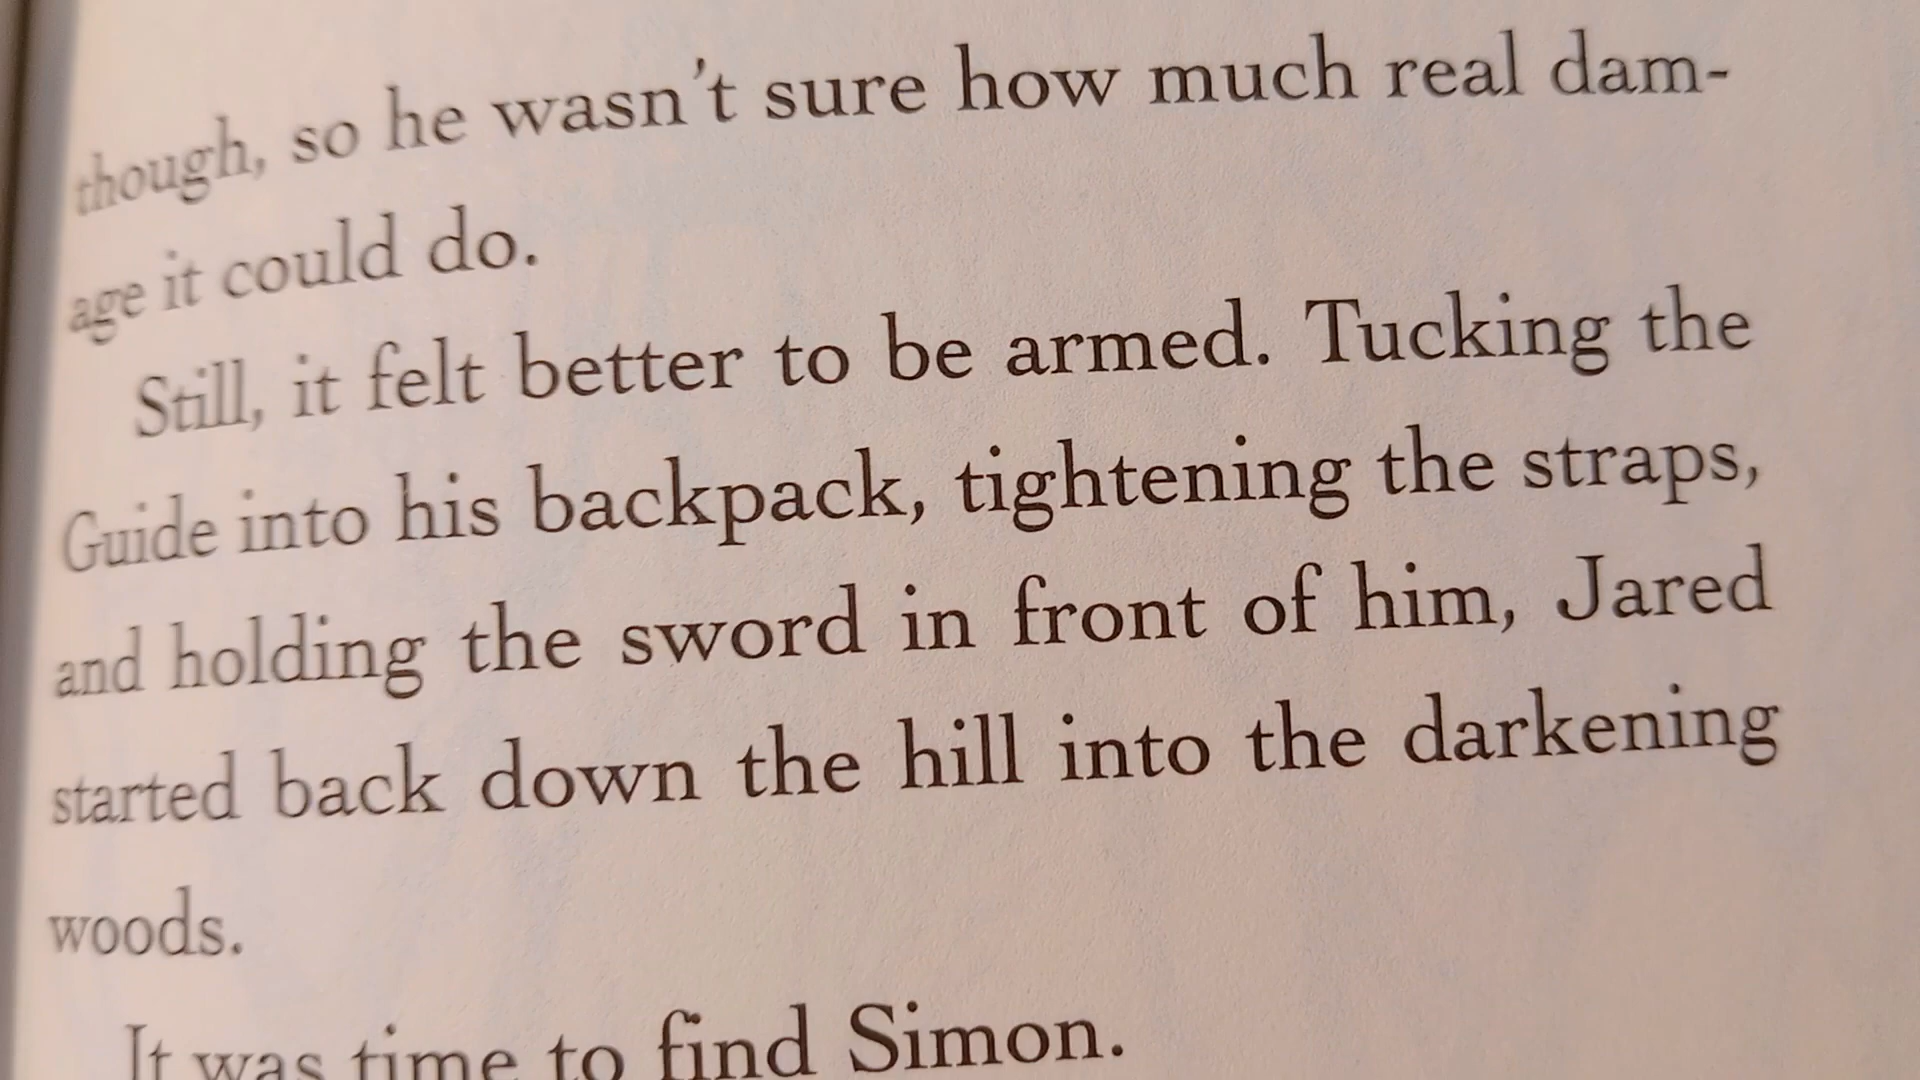 though, so he wasn't sure how much real dam-
age it could do.
Still, it felt better to be armed. Tucking the
Guide into his backpack, tightening the straps,
and holding the sword in front of him, Jared
started back down the hill into the darkening
woods.
It was time to find Simon.